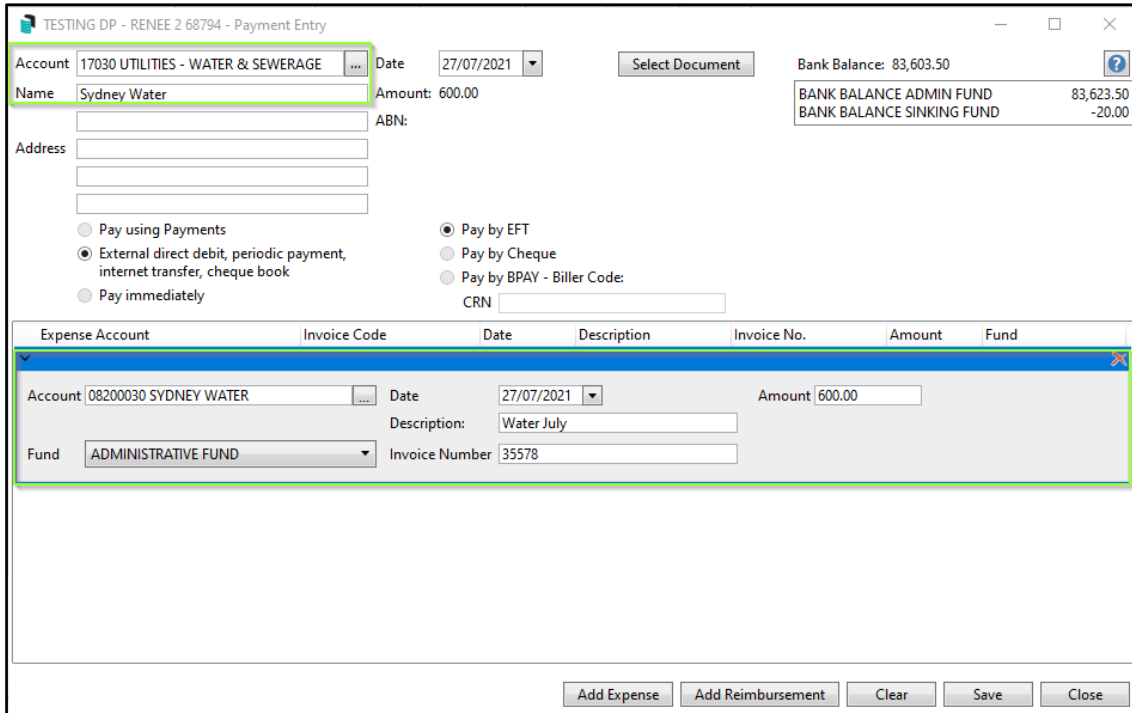 TESTING DP - RENEE 2 68794 - Payment Entry
Account 17030 UTILITIES - WATER & SEWERAGE ... Date 27/07/2021 Select Document Bank Balance: 83,603.50 ?
Name Sydney Water Amount: 600.00 BANK BALANCE ADMIN FUND 83,623.50
BANK BALANCE SINKING FUND -20.00
ABN:
Address
Pay using Payments Pay by EFT
External direct debit, periodic payment, Pay by Cheque
internet transfer, cheque book
Pay by BPAY - Biller Code:
Pay immediately
CRN
Expense Account Invoice Code Date Description Invoice No. Amount Fund
Account 08200030 SYDNEY WATER ... Date 27/07/2021 Amount 600.00
Description: Water July
Fund ADMINISTRATIVE FUND Invoice Number 35578
Add Expense Add Reimbursement Clear Save Close